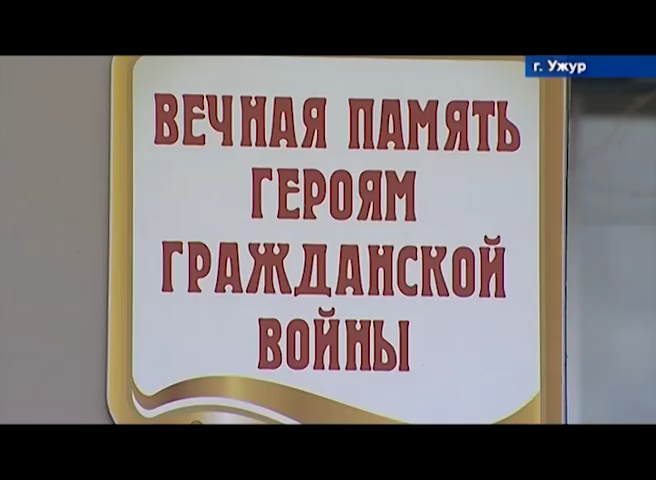 г. Ужур
ВЕЧНАЯ ПАМЯТЬ
ГЕРОЯМ
ГРАЖДАНСКОЙ
ВОЙНЫ